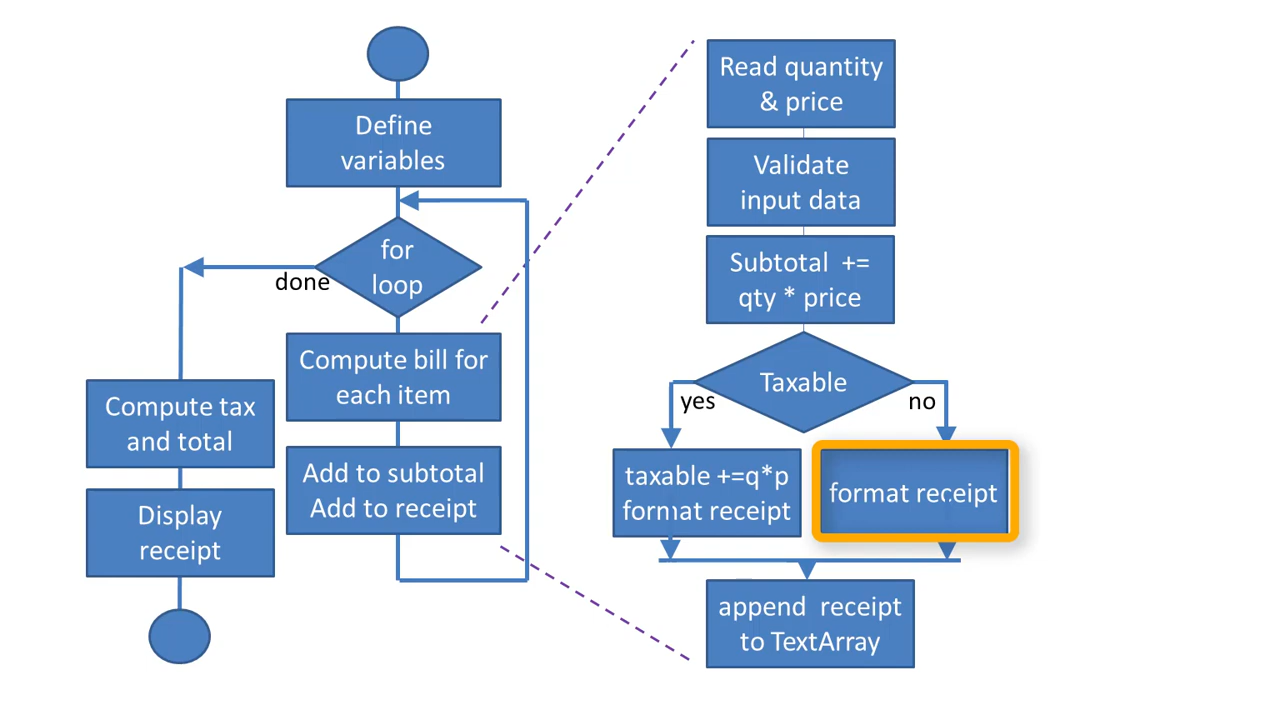 Define
variables
for
loop
done
Compute bill for
each item
Add to subtotal
Add to receipt
Compute tax
and total
Display
receipt
Read quantity
& price
Validate
input data
Subtotal +=
qty * price
Taxable
yes
no
taxable +=q*p
format receipt
format receipt
append receipt
to TextArray